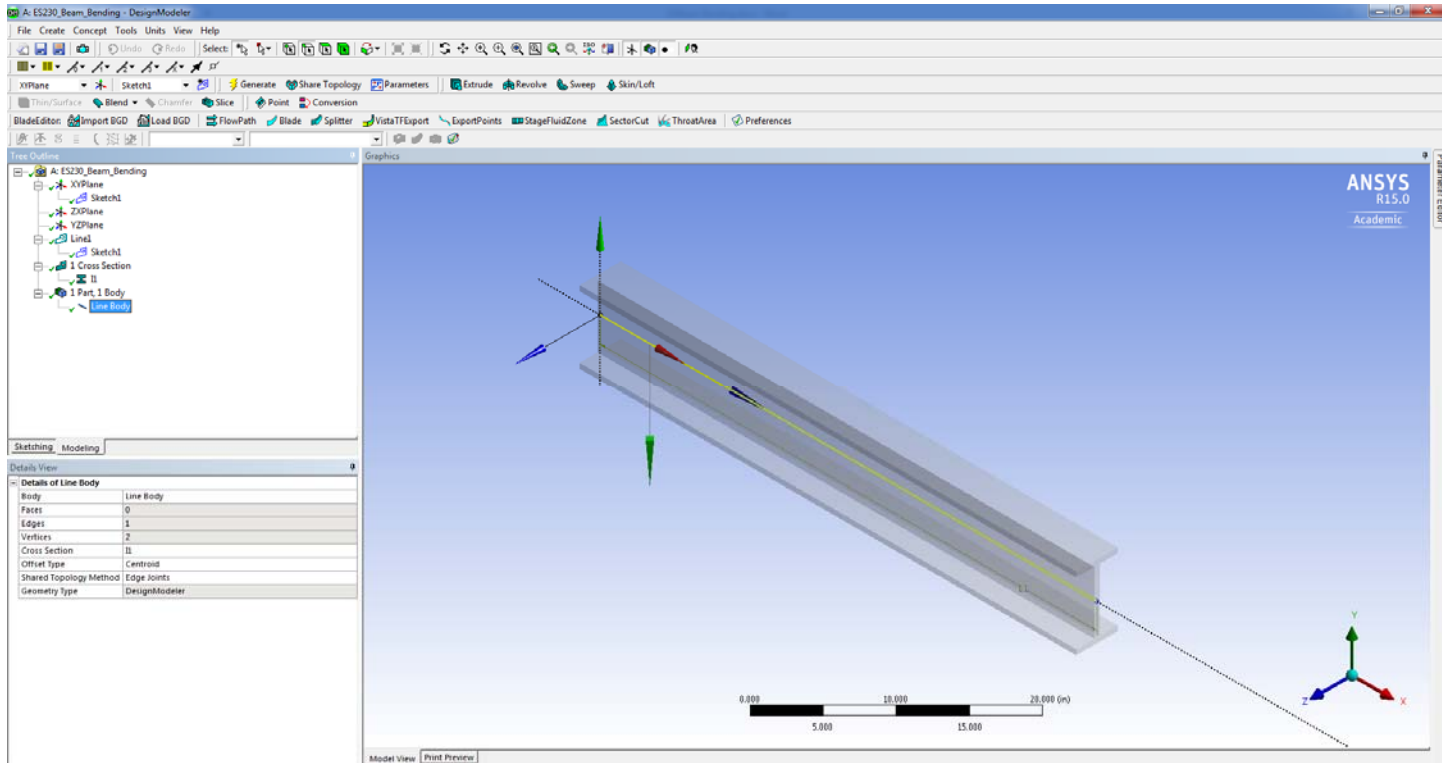 A: ES230_Beam_Bending - DesignModeler
File Create Concept Tools Units View Help
Undo Redo Select:
XYPlane Sketch1 Generate Share Topology Parameters Extrude Revolve Sweep Skin/Loft
Thin/Surface Blend Chamfer Slice Point Conversion
BladeEditor: Import BGD Load BGD FlowPath Blade Splitter VistaTFExport ExportPoints StageFluidZone SectorCut ThroatArea Preferences
Tree Outline
A: ES230_Beam_Bending
XYPlane
Sketch1
ZXPlane
YZPlane
Line1
Sketch1
1 Cross Section
I1
1 Part, 1 Body
Line Body
Sketching Modeling
Details View
Details of Line Body
Body Line Body
Faces 0
Edges 1
Vertices 2
Cross Section I1
Offset Type Centroid
Shared Topology Method Edge Joints
Geometry Type DesignModeler
Graphics
ANSYS
R15.0
Academic
1.1
Y
Z X
0.000 10.000 20.000 (in)
5.000 15.000
Model View Print Preview
Parameter Editor